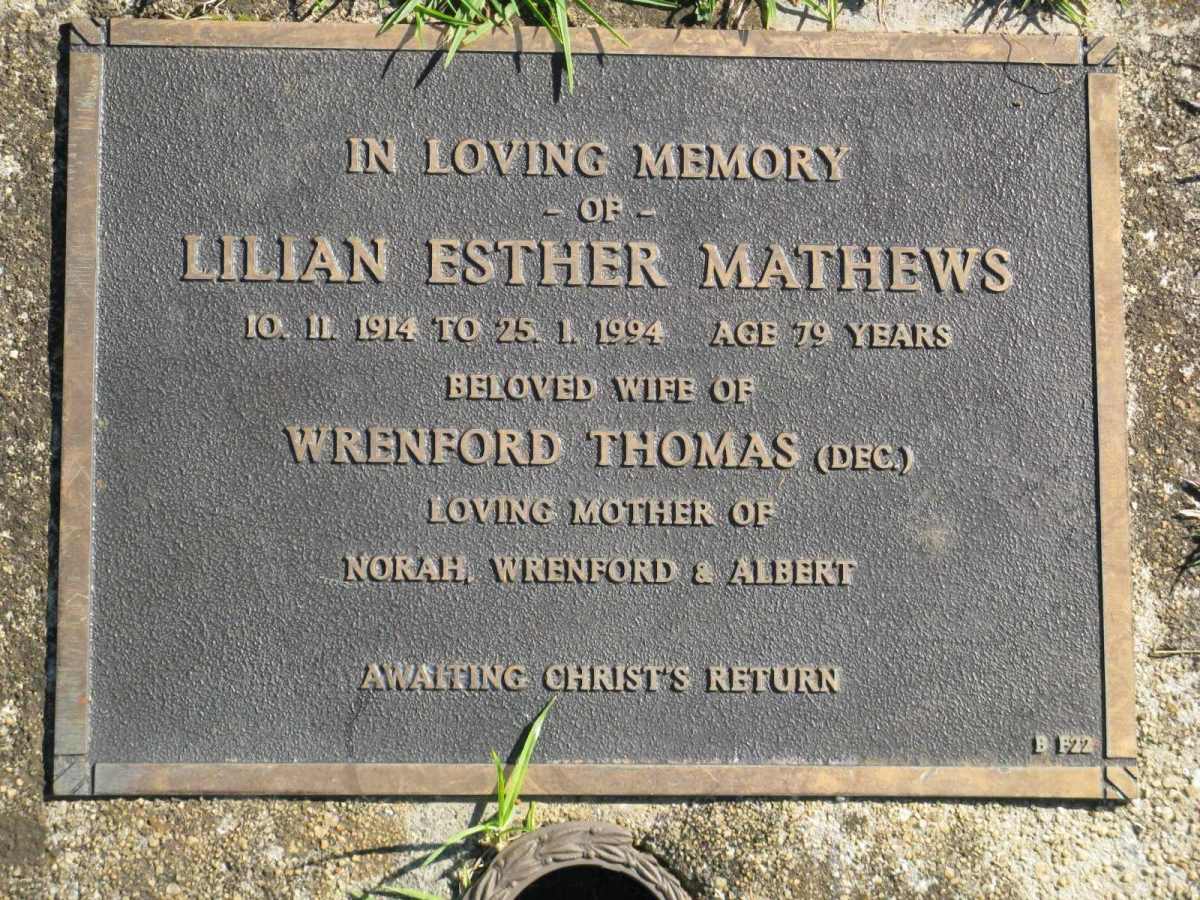 IN LOVING MEMORY
- OF -
LILIAN ESTHER MATHEWS
10. 11. 1914 TO 25. 1. 1994 AGE 79 YEARS
BELOVED WIFE OF
WRENFORD THOMAS (DEC.)
LOVING MOTHER OF
NORAH, WRENFORD & ALBERT
AWAITING CHRIST'S RETURN
B F22